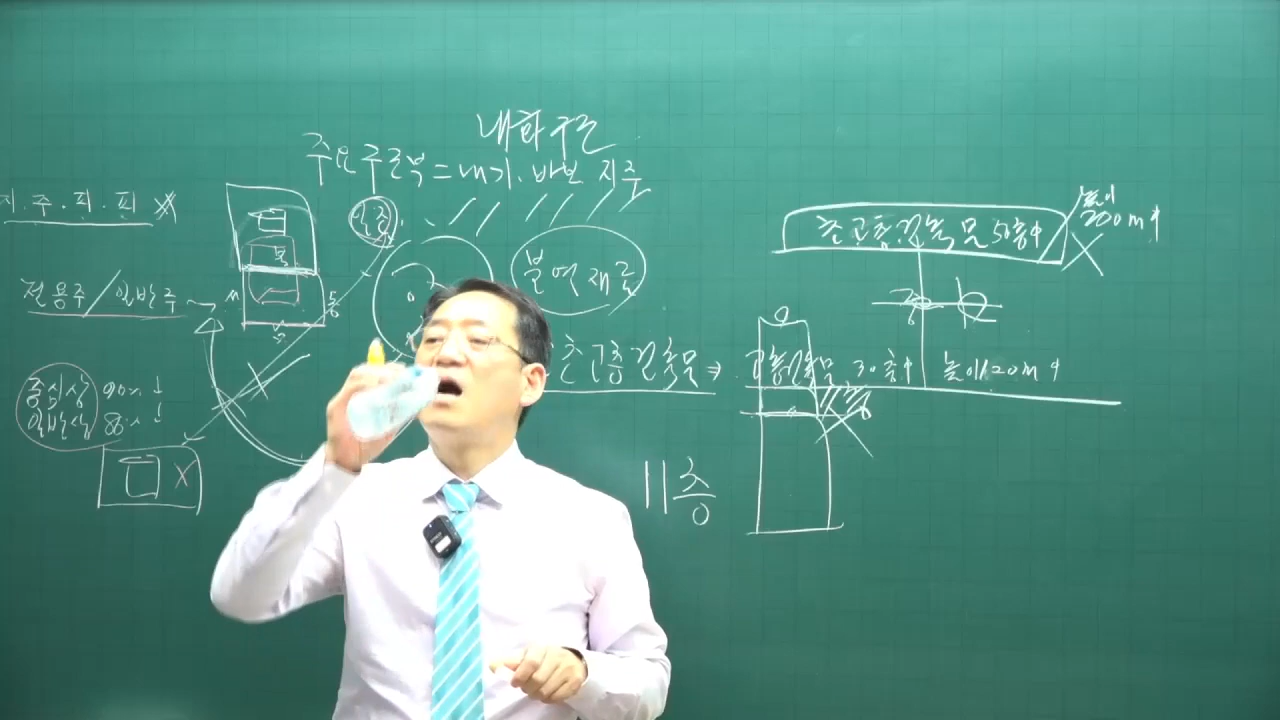 내화구조
주요구조부=내기.바보 지주
지.주.피.피
불연재료
초고층건축물 50층↑
높이 200m↑
전용주/일반주
초고층건축물⇒
고층건축물 30층↑ 높이120m↑
중심상 90% ↓
일반상 80% ↓
11층